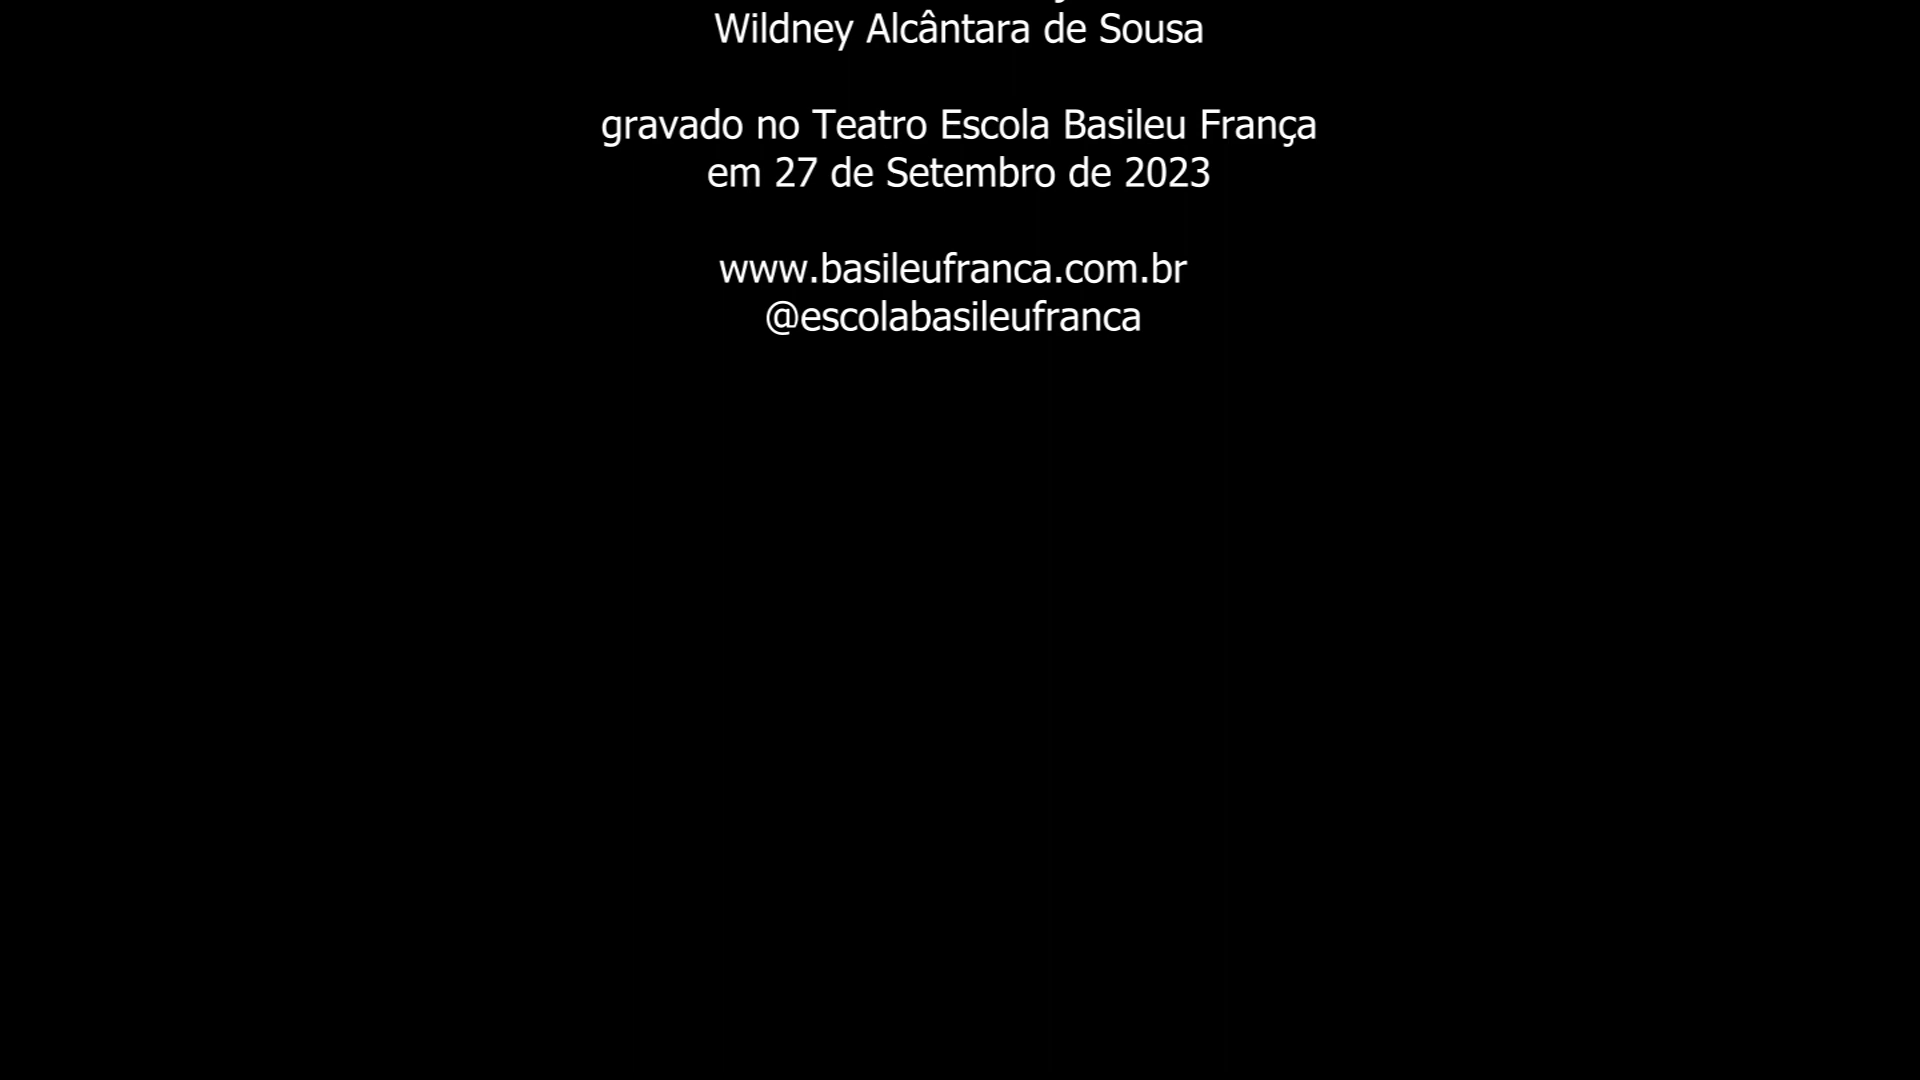 Wildney Alcântara de Sousa
gravado no Teatro Escola Basileu França
em 27 de Setembro de 2023
www.basileufranca.com.br
@escolabasileufranca